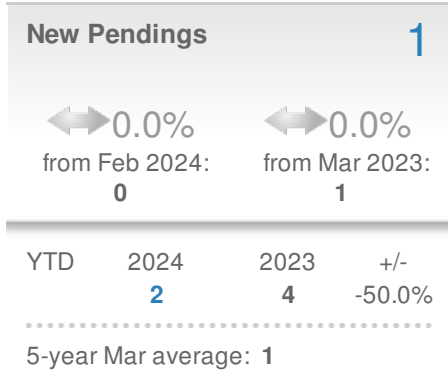 New Pendings 1
0.0% 0.0%
from Feb 2024: from Mar 2023:
0 1
YTD 2024 2023 +/-
2 4 -50.0%
5-year Mar average: 1